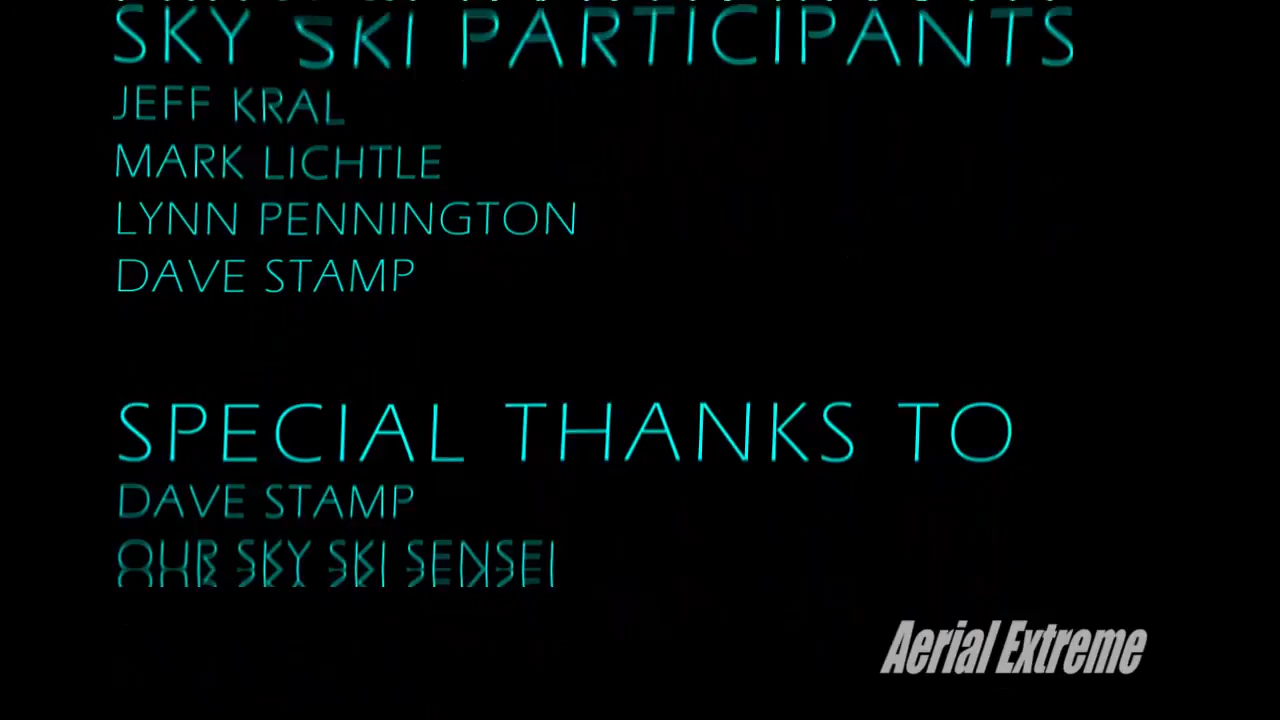 SKY SKI PARTICIPANTS
JEFF KRAL
MARK LICHTLE
LYNN PENNINGTON
DAVE STAMP
SPECIAL THANKS TO
DAVE STAMP
OUR SKY SKI SENSEI
Aerial Extreme